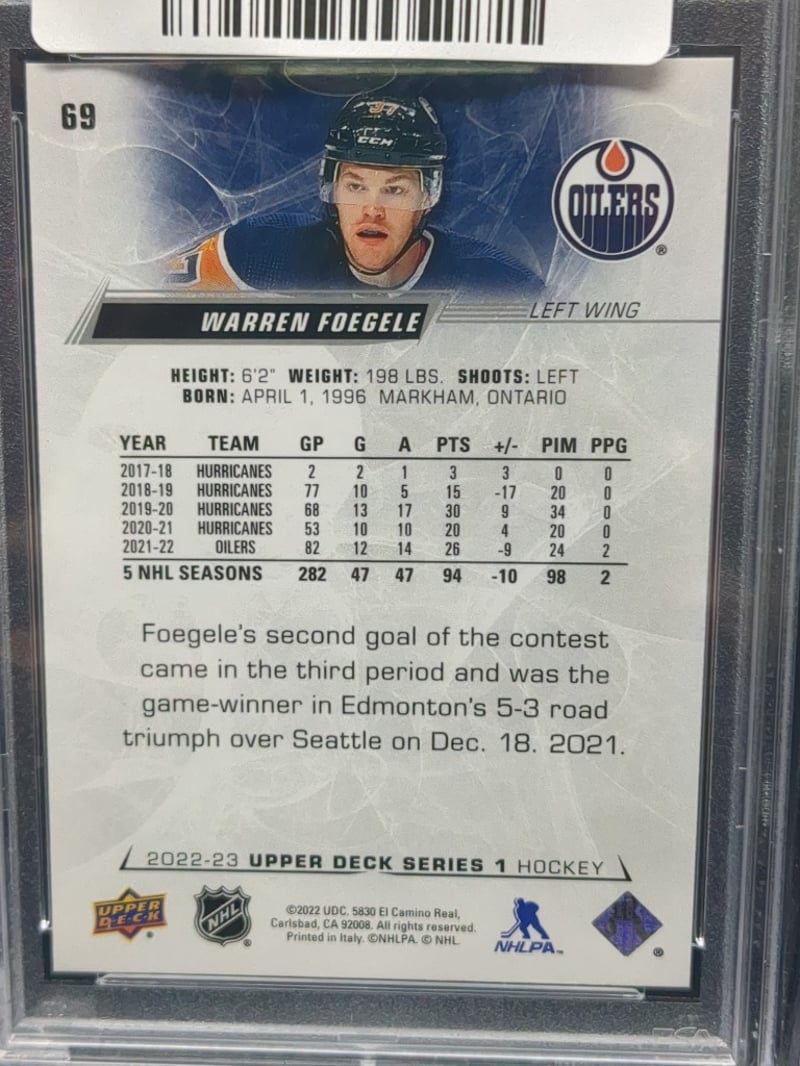 69
37
CCM
OILERS
®
WARREN FOEGELE
LEFT WING
HEIGHT: 6'2" WEIGHT: 198 LBS. SHOOTS: LEFT
BORN: APRIL 1, 1996 MARKHAM, ONTARIO
YEAR TEAM GP G A PTS +/- PIM PPG
2017-18 HURRICANES 2 2 1 3 3 0 0
2018-19 HURRICANES 77 10 5 15 -17 20 0
2019-20 HURRICANES 68 13 17 30 9 34 0
2020-21 HURRICANES 53 10 10 20 4 20 0
2021-22 OILERS 82 12 14 26 -9 24 2
5 NHL SEASONS 282 47 47 94 -10 98 2
Foegele's second goal of the contest
came in the third period and was the
game-winner in Edmonton's 5-3 road
triumph over Seattle on Dec. 18. 2021.
2022-23 UPPER DECK SERIES 1 HOCKEY
UPPER
D·E·C·K
®
NHL
®
©2022 UDC. 5830 El Camino Real,
Carlsbad, CA 92008. All rights reserved.
Printed in Italy. ©NHLPA. © NHL.
NHLPA™
®